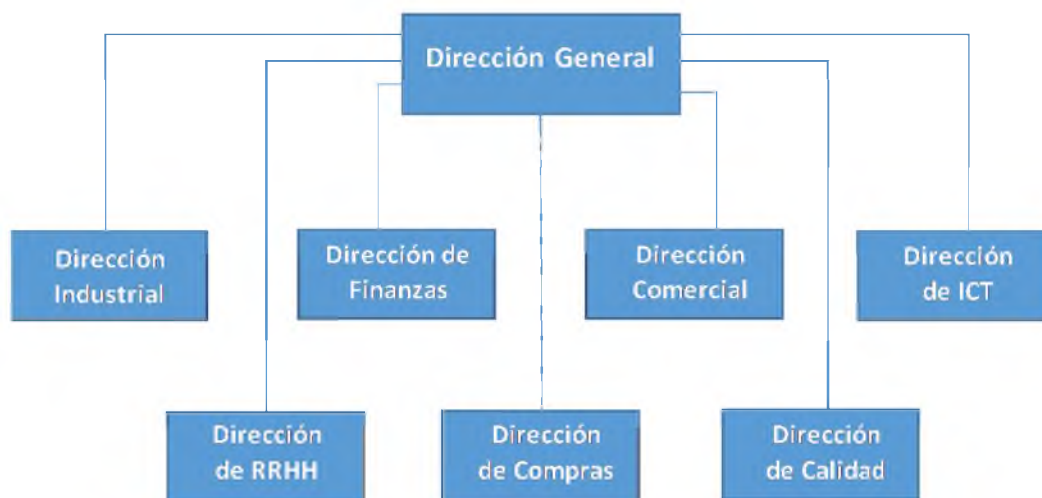 Dirección General
Dirección
Industrial
Dirección de
Finanzas
Dirección
Comercial
Dirección
de ICT
Dirección
de RRHH
Dirección
de Compras
Dirección
de Calidad